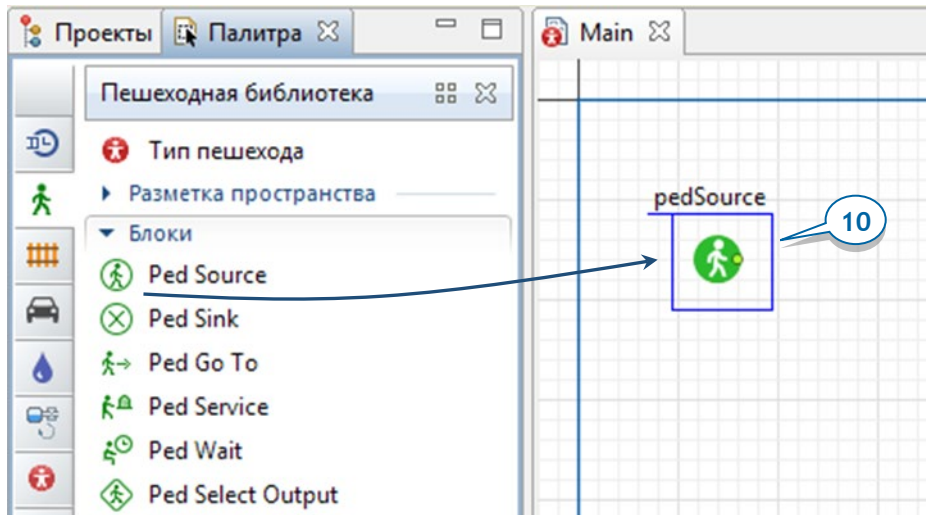 Проекты
Палитра
Main
Пешеходная библиотека
Тип пешехода
Разметка пространства
Блоки
Ped Source
Ped Sink
Ped Go To
Ped Service
Ped Wait
Ped Select Output
pedSource
10